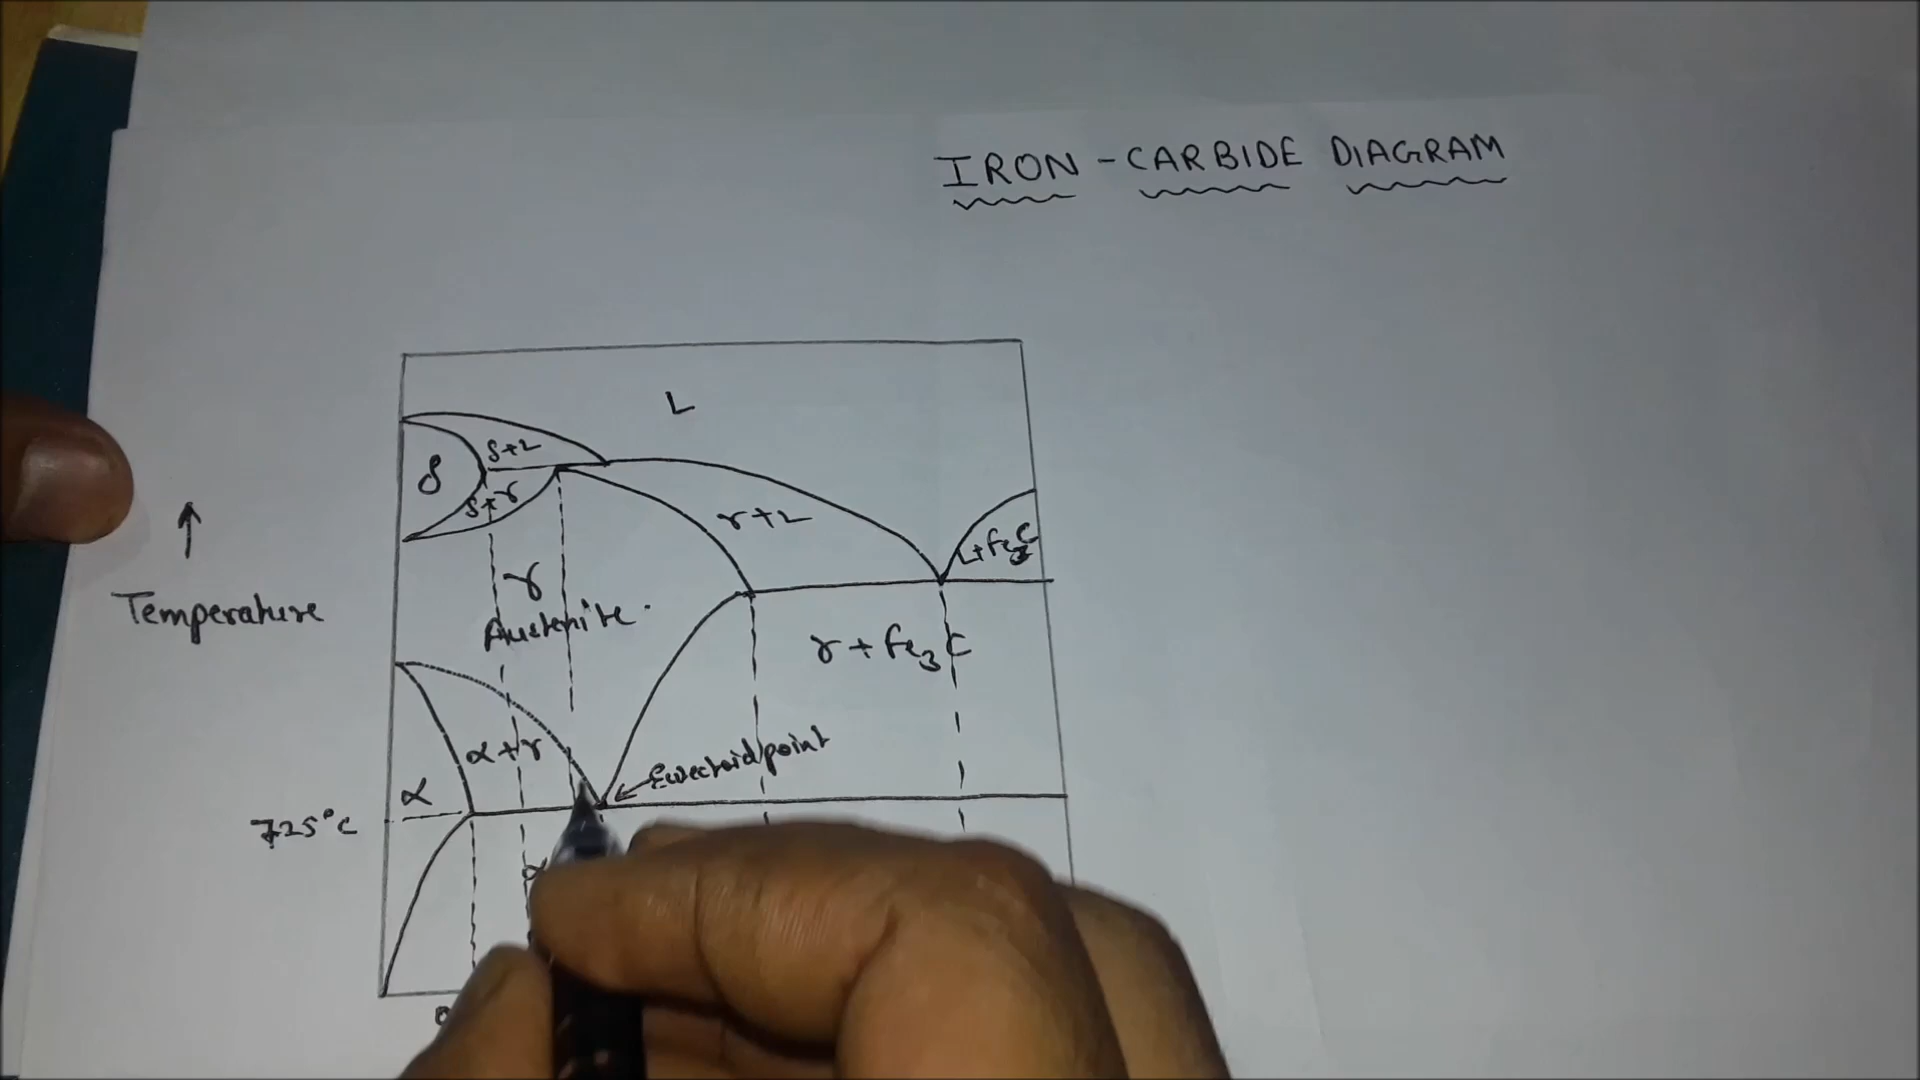 IRON-CARBIDE DIAGRAM
L
δ+L
δ
δ+γ
γ+L
L+Fe3C
γ
Austenite
Temperature
γ+Fe3C
α+γ
Eutectoid point
α
725°C
α